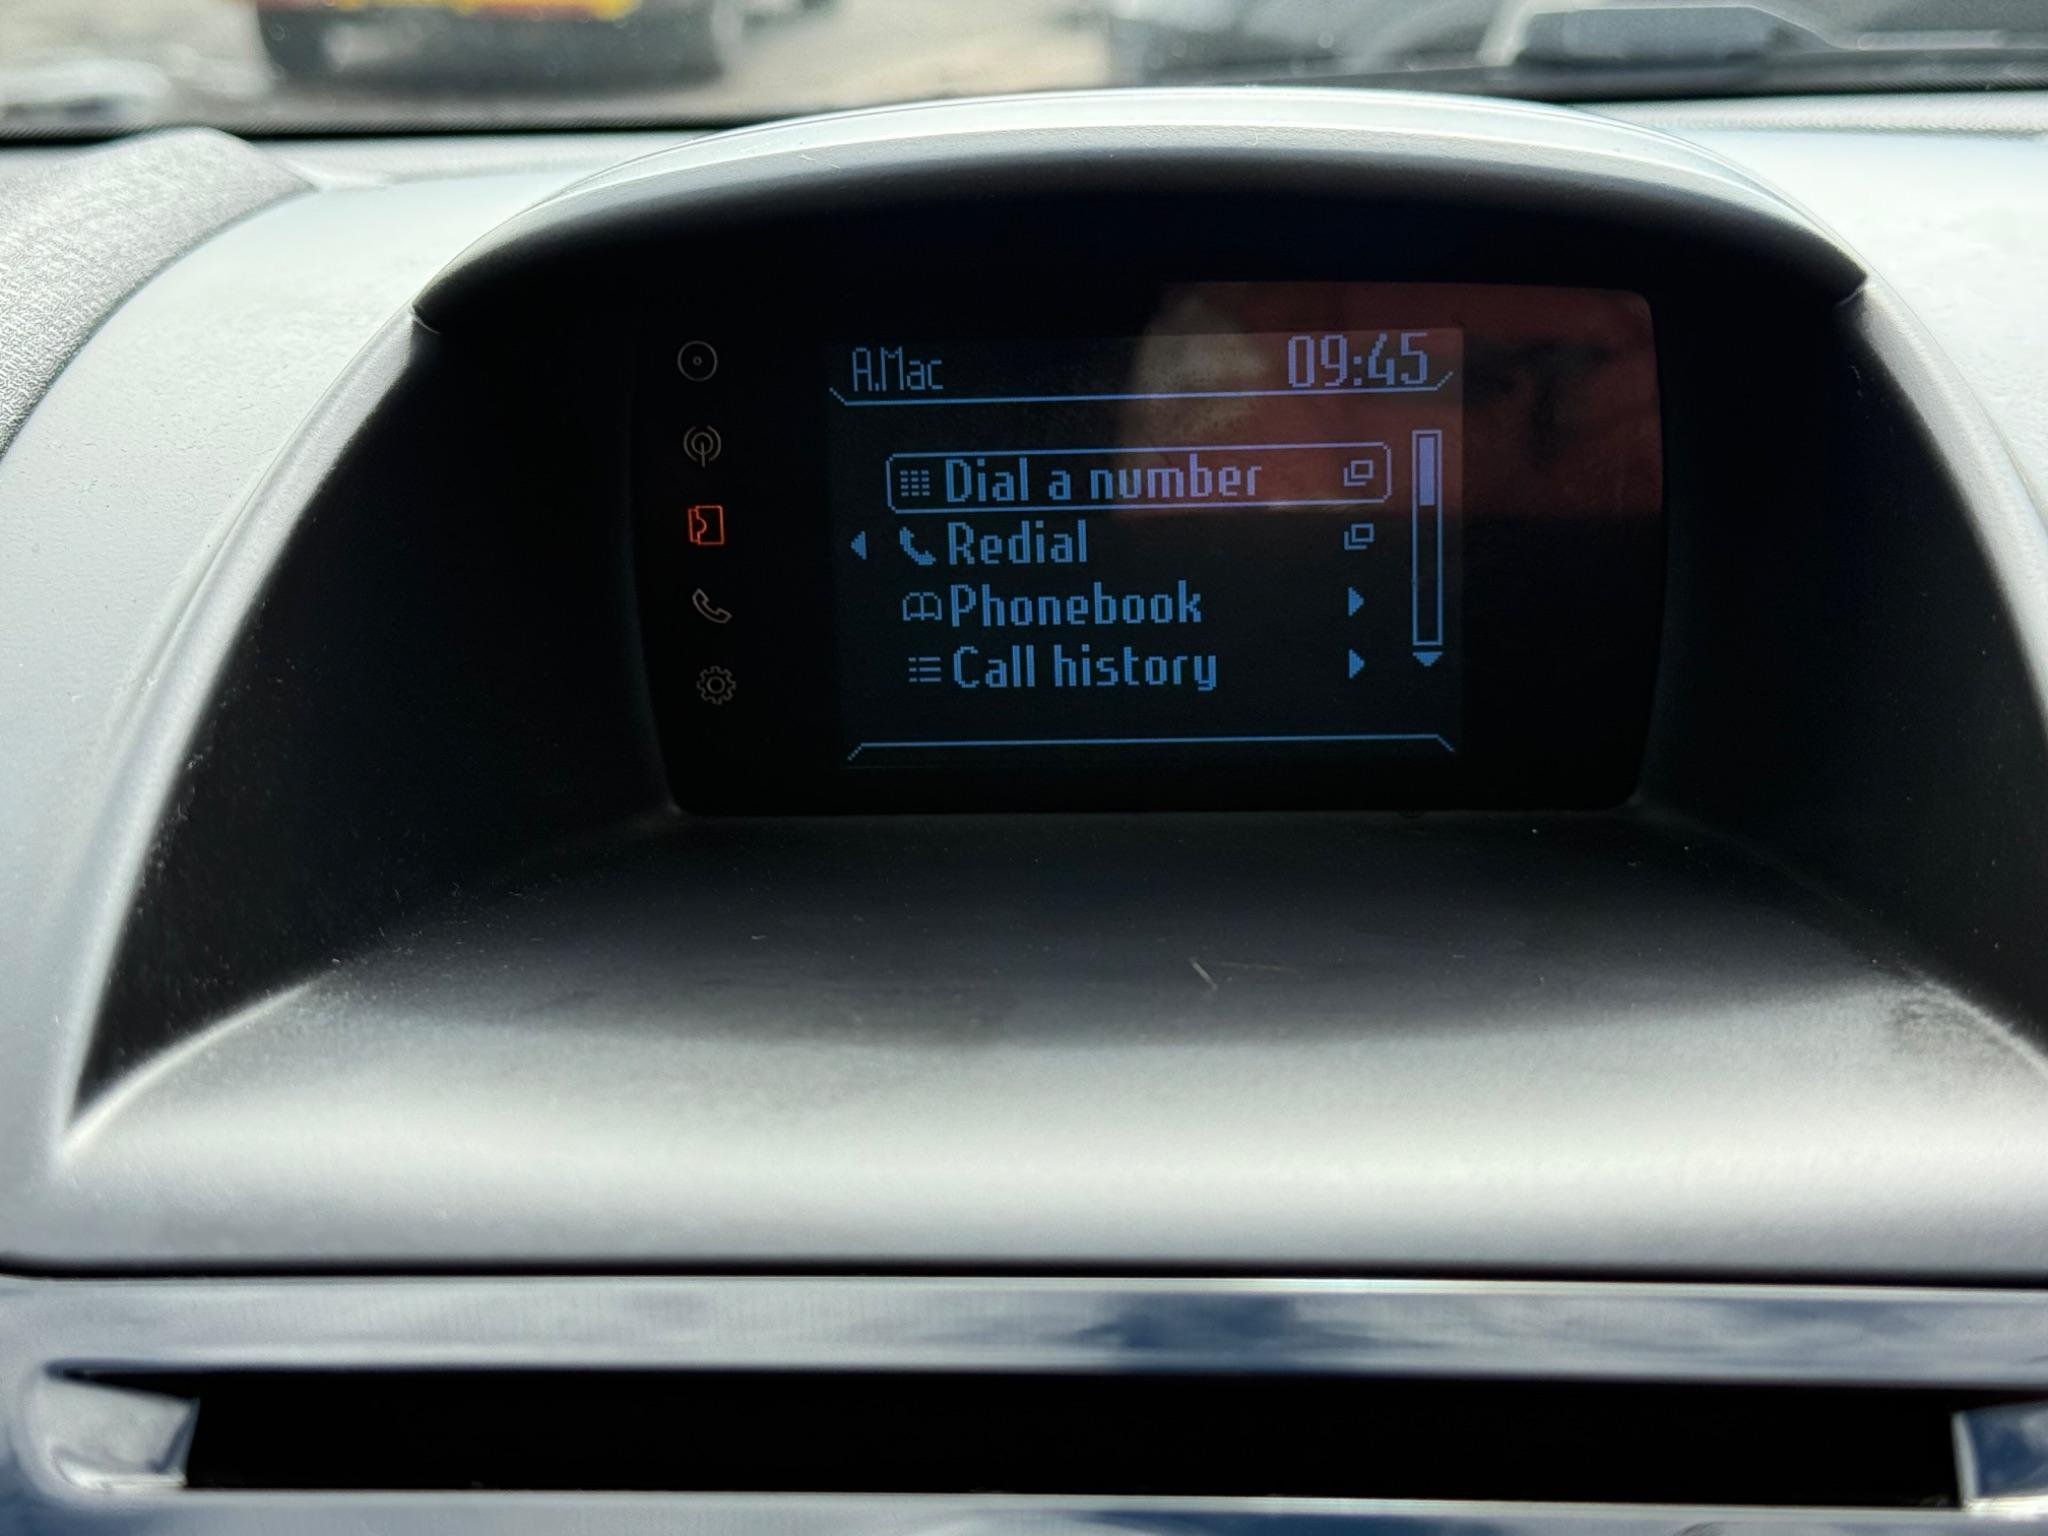 A.Mac 09:45
Dial a number
Redial
Phonebook
Call history